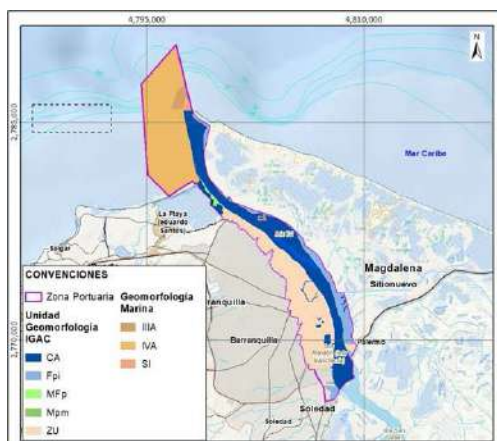 4,795,000
4,810,000
N
2,785,000
Mar Caribe
La Playa
(eduardo
Santos)
Salgar
Magdalena
Sitionuevo
CONVENCIONES
Zona Portuaria
Geomorfología
Marina
Unidad
Geomorfología
IGAC
IIIA
IVA
SI
CA
Fpi
MFp
Mpm
ZU
rranquilla
Barranquilla
Palermo
2,770,000
Soledad
Soledad